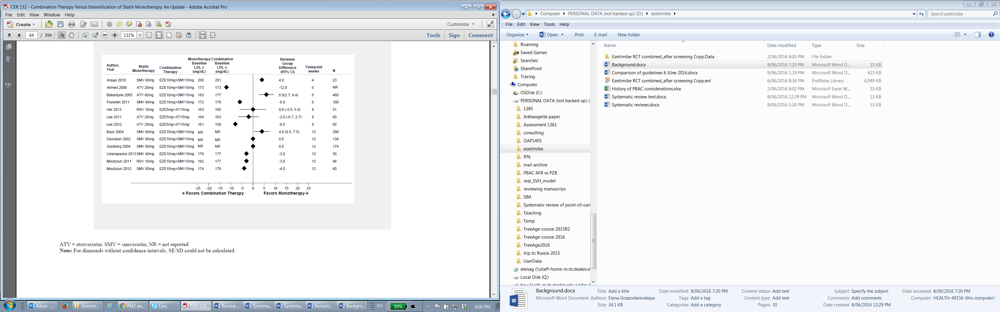 CER 132 - Combination Therapy Versus Intensification of Statin Monotherapy: An Update - Adobe Acrobat Pro
File Edit View Window Help
Create Customize
64 / 394 131% Tools Sign Comment
Author, Year Statin Monotherapy Combination Therapy Monotherapy Baseline LDL-c (mg/dL) Combination Baseline LDL-c (mg/dL) Between Group Difference (95% CI) Timepoint weeks N
Araujo 2010 SMV 80mg EZE10mg+SMV10mg 206 201 4.0 4 23
Ahmed 2008 ATV 20mg EZE10mg+SMV10mg 173 173 -12.0 6 NR
Ballantyne 2005 ATV 80mg EZE10mg+SMV10mg 183 177 6.0(2.7, 9.4) 6 460
Florentin 2011 SMV 40mg EZE10mg+SMV10mg 172 178 -6.0 6 100
Her 2013 RSV 10mg EZE5mg+ATV5mg 163 165 0.0 (-5.9, 5.9) 8 51
Lee 2011 ATV 20mg EZE5mg+ATV5mg 164 163 -2.0 (-6.7, 2.7) 8 60
Lee 2012 ATV 20mg EZE5mg+ATV5mg 161 159 -8.0 8 60
Bays 2004 SMV 80mg EZE10mg+SMV10mg NR NR 4.0 (0.5, 7.5) 12 290
Davidson 2002 SMV 80mg EZE10mg+SMV10mg NR NR 0.0 12 134
Goldberg 2004 SMV 80mg EZE10mg+SMV10mg NR NR 0.0 12 174
Liberopoulos 2013 SMV 40mg EZE10mg+SMV10mg 176 177 -3.0 12 50
Moutzouri 2011 RSV 10mg EZE10mg+SMV10mg 182 177 -3.0 12 98
Moutzouri 2012 SMV 80mg EZE10mg+SMV10mg 174 179 -4.0 12 60
-25 -20 -15 -10 -5 0 5 10 15 20 25
←Favors Combination Therapy Favors Monotherapy→
ATV = atorvastatin; SMV = simvastatin; NR = not reported
Note: For diamonds without confidence intervals, SE/SD could not be calculated.
Computer PERSONAL DATA (not backed up) (D:) ezetimibe Search ezetimibe
File Edit View Tools Help
Organize Open Print E-mail New folder
Roaming
Saved Games
Searches
SharePoint
Tracing
Computer
OSDisk (C:)
PERSONAL DATA (not backed up) (
1385
Arkhangelsk paper
Assessment 1361
consulting
DAP1405
ezetimibe
fFN
mail archive
PBAC AFB vs PZB
real_SVH_model
reviewing manuscrips
SIM
Systematic review of point-of-care
Teaching
Temp
TreeAge course 2015R2
TreeAge course 2016
TreeAge2016
trip to Russia 2015
UserData
elenag (\\staff-home-m.its.deakin.e
Local Disk (Q:)
Name Date modified Type Size
Ezetimibe RCT combined_after screening Copy.Data 2/06/2016 8:05 PM File folder
Background.docx 8/06/2016 7:20 PM Microsoft Word D... 35 KB
Comparison of guidelines 6 JUne 2016.docx 9/06/2016 1:19 PM Microsoft Word D... 623 KB
Ezetimibe RCT combined_after screening Copy.enl 6/06/2016 8:36 PM EndNote Library 6,949 KB
History of PBAC considerations.xlsx 2/06/2016 8:02 PM Microsoft Excel W... 55 KB
Systematic review text.docx 8/06/2016 12:29 PM Microsoft Word D... 13 KB
Systematic reviews.docx 9/06/2016 1:30 PM Microsoft Word D... 53 KB
Background.docx Title: Add a title Date modified: 8/06/2016 7:20 PM Content status: Add text Subject: Specify the subject Date accessed: 8/06/2016 7:20 PM
Microsoft Word Document Authors: Elena Gospodarevskaya Tags: Add a tag Content type: Add text Comments: Add comments Computer: HEALTH-40156 (this computer)
Size: 34.1 KB Categories: Add a category Pages: 10 Date created: 8/06/2016 12:29 PM
Inbox - ... ezetimi... ANZ an... Lync CER 132... Review ... Systema... Systema... Inclusio... Backgro... EN 99% 6:00 PM